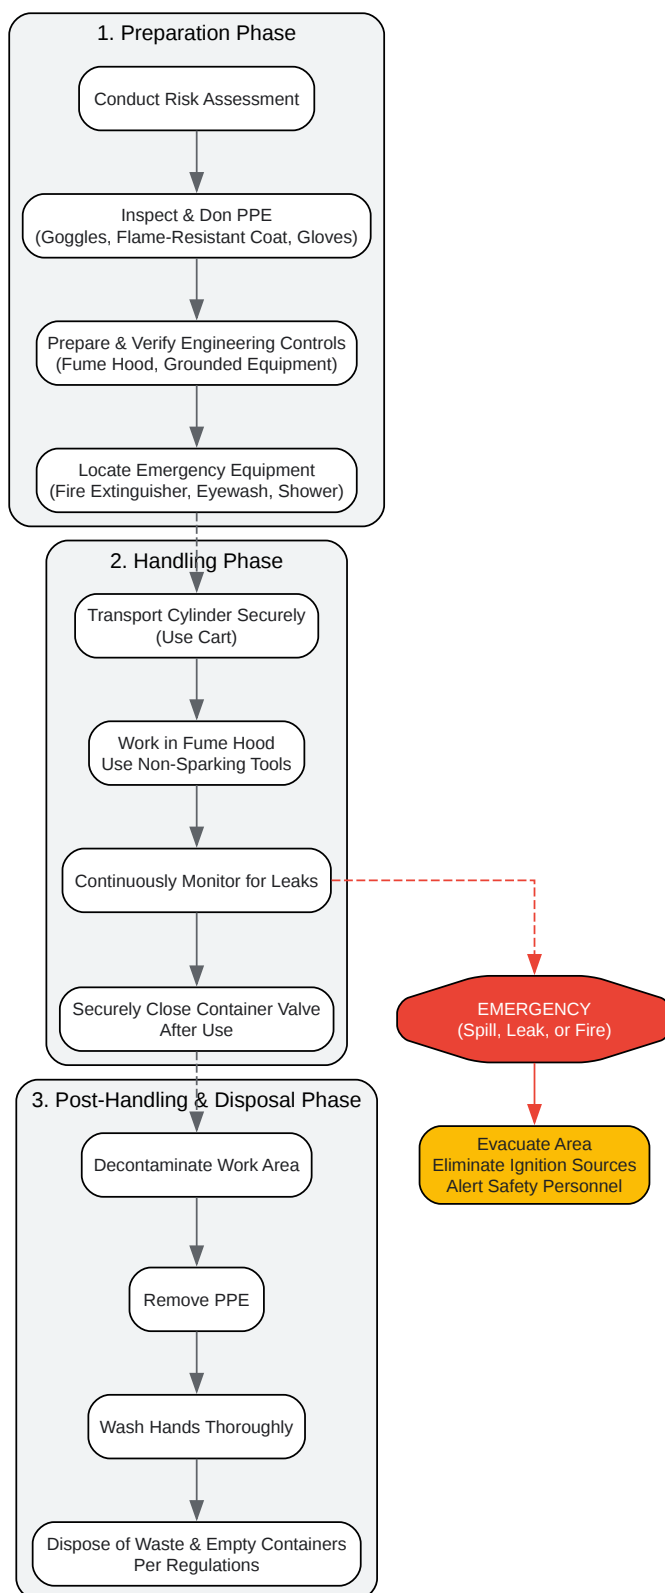 1. Preparation Phase
Conduct Risk Assessment
Inspect & Don PPE
(Goggles, Flame-Resistant Coat, Gloves)
Prepare & Verify Engineering Controls
(Fume Hood, Grounded Equipment)
Locate Emergency Equipment
(Fire Extinguisher, Eyewash, Shower)
2. Handling Phase
Transport Cylinder Securely
(Use Cart)
Work in Fume Hood
Use Non-Sparking Tools
Continuously Monitor for Leaks
Securely Close Container Valve
After Use
EMERGENCY
(Spill, Leak, or Fire)
Evacuate Area
Eliminate Ignition Sources
Alert Safety Personnel
3. Post-Handling & Disposal Phase
Decontaminate Work Area
Remove PPE
Wash Hands Thoroughly
Dispose of Waste & Empty Containers
Per Regulations